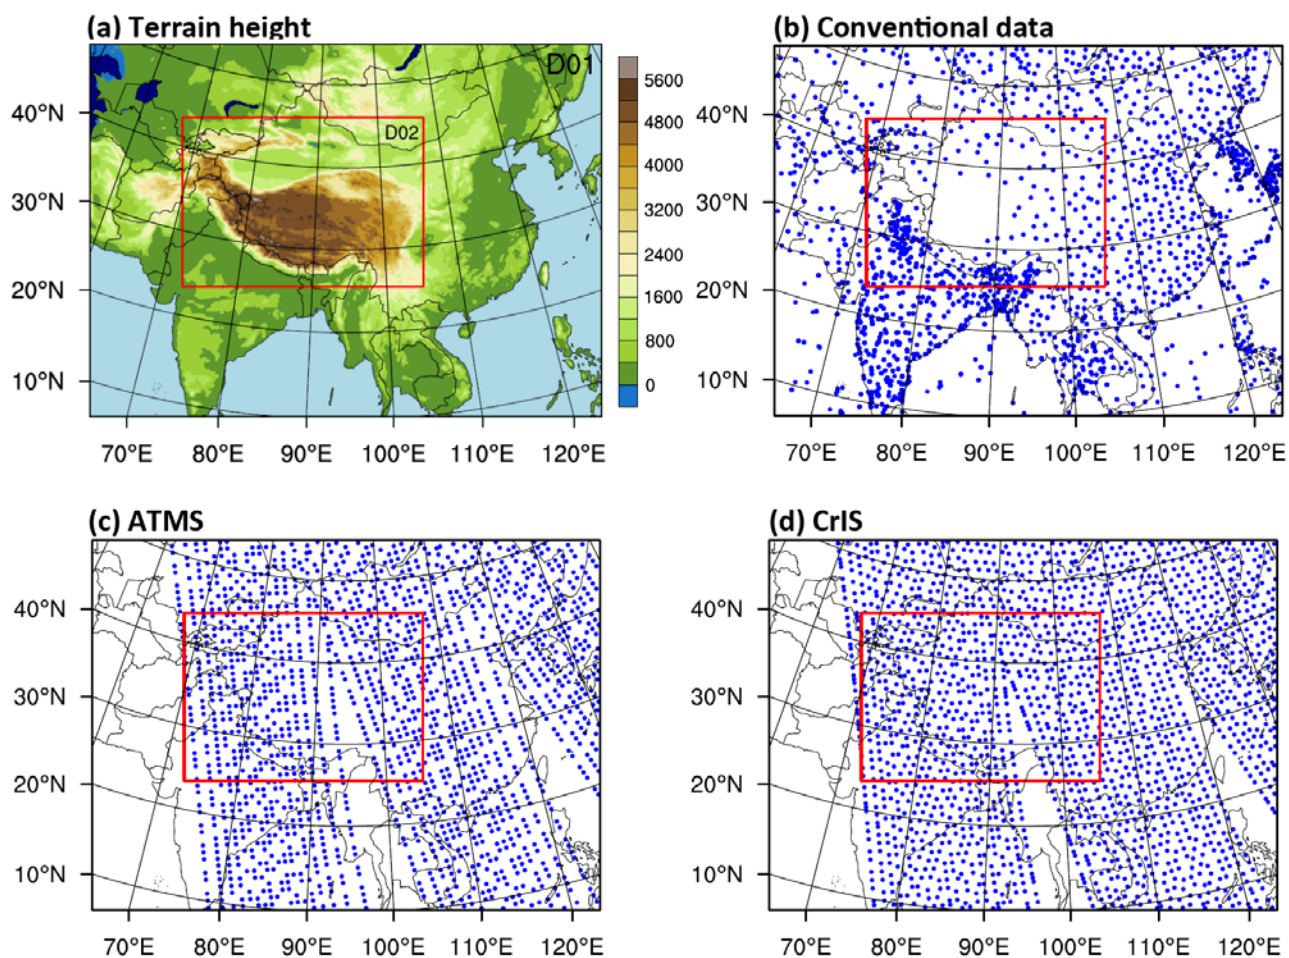 (a) Terrain height
D01
D02
40°N
30°N
20°N
10°N
70°E 80°E 90°E 100°E 110°E 120°E
5600
4800
4000
3200
2400
1600
800
0
(b) Conventional data
40°N
30°N
20°N
10°N
70°E 80°E 90°E 100°E 110°E 120°E
(c) ATMS
40°N
30°N
20°N
10°N
70°E 80°E 90°E 100°E 110°E 120°E
(d) CrIS
40°N
30°N
20°N
10°N
70°E 80°E 90°E 100°E 110°E 120°E